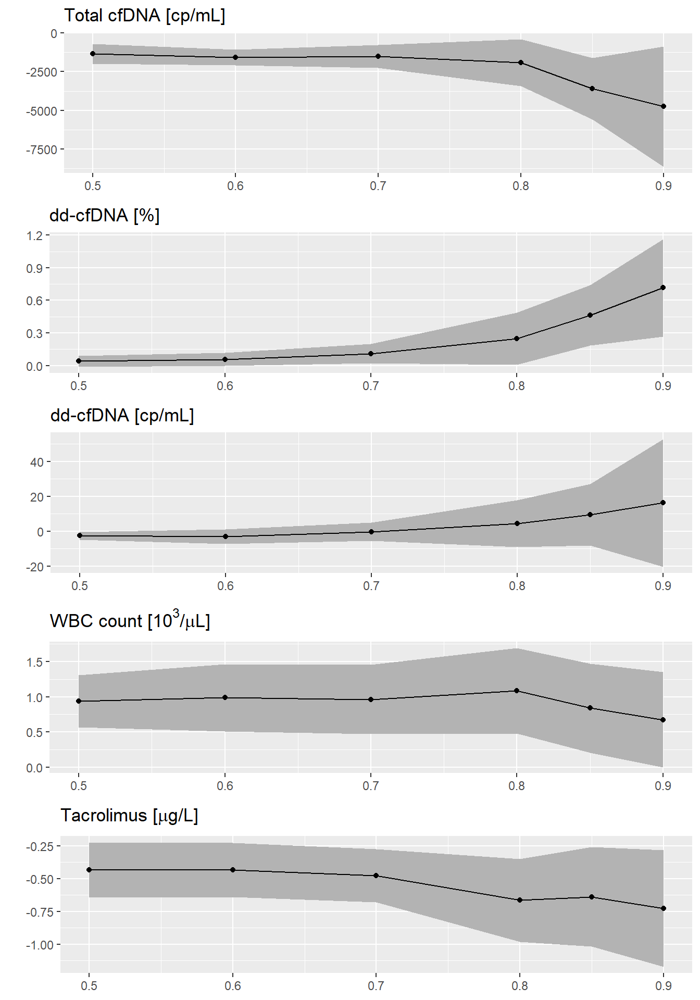 Total cfDNA [cp/mL]
0
-2500
-5000
-7500
0.5 0.6 0.7 0.8 0.9
dd-cfDNA [%]
1.2
0.9
0.6
0.3
0.0
0.5 0.6 0.7 0.8 0.9
dd-cfDNA [cp/mL]
40
20
0
-20
0.5 0.6 0.7 0.8 0.9
WBC count [10³/μL]
1.5
1.0
0.5
0.0
0.5 0.6 0.7 0.8 0.9
Tacrolimus [μg/L]
-0.25
-0.50
-0.75
-1.00
0.5 0.6 0.7 0.8 0.9